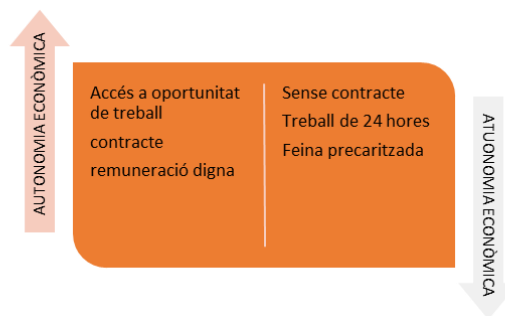 AUTONOMIA ECONÒMICA
Accés a oportunitat
de treball
contracte
remuneració digna
Sense contracte
Treball de 24 hores
Feina precaritzada
ATUONOMIA ECONÒMICA